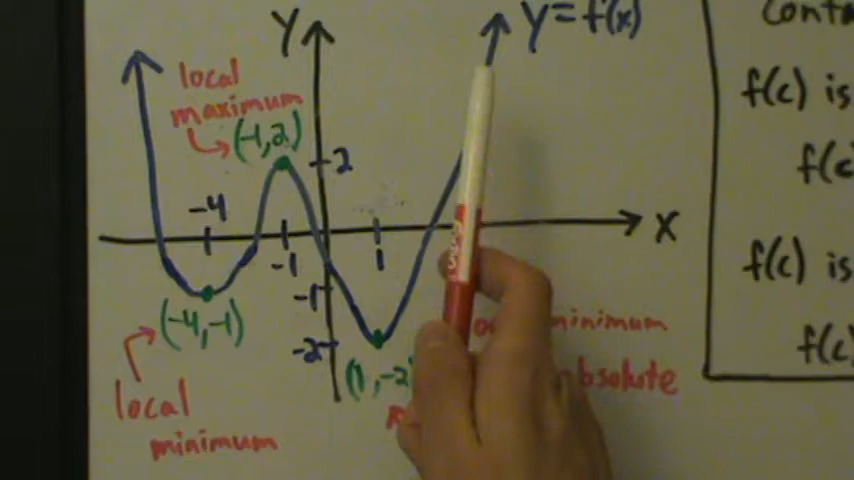 Y
Y = f(x)
local
maximum
(-1,2)
2
-4
-1
1
X
-1
(-4,-1)
-2
(1,-2
minimum
absolute
local
minimum
f(c) is
f(c
f(c) is
f(c